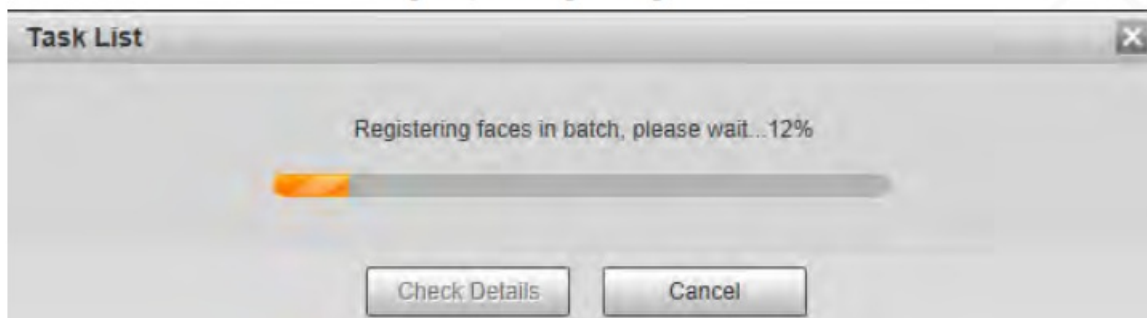 Task List
Registering faces in batch, please wait...12%
Check Details
Cancel